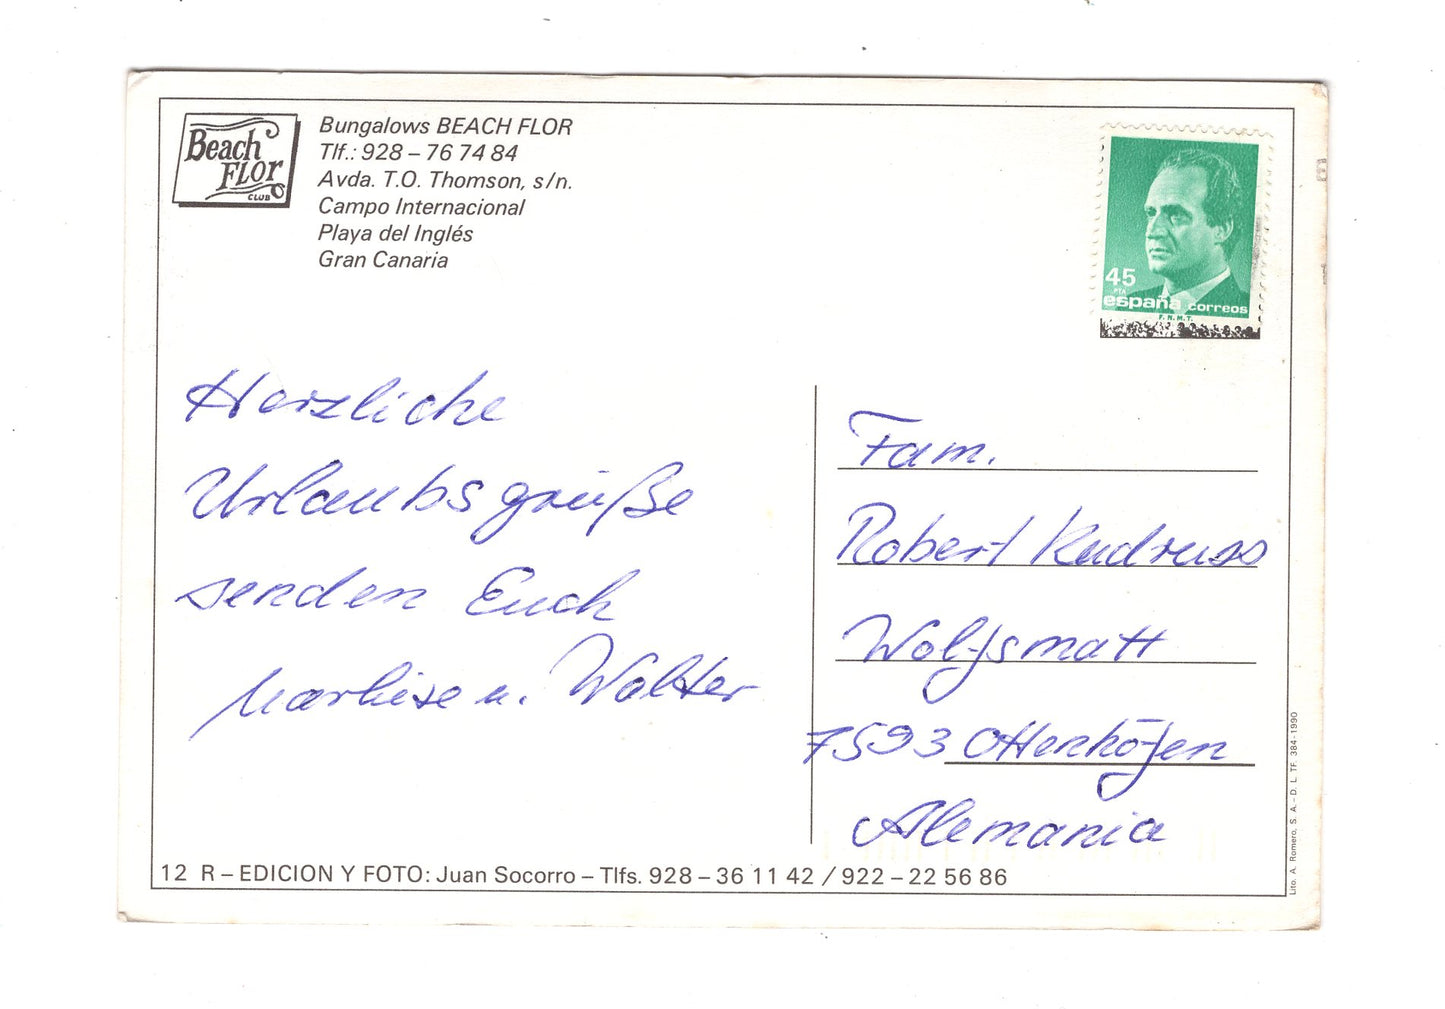 Beach
FLOR
CLUB
Bungalows BEACH FLOR
Tlf.: 928 – 76 74 84
Avda. T.O. Thomson, s/n.
Campo Internacional
Playa del Inglés
Gran Canaria
45
PTA
españa correos
F.N.M.T.
Herzliche
Urlaubsgrüße
senden Euch
u. Walter
Fam.
Robert Kudruss
Wolfsmatt
7593 Ottenhöfen
Alemania
12 R – EDICION Y FOTO: Juan Socorro – Tlfs. 928 – 36 11 42 / 922 – 22 56 86
Lito. A. Romero, S. A. – D. L. TF. 384-1990